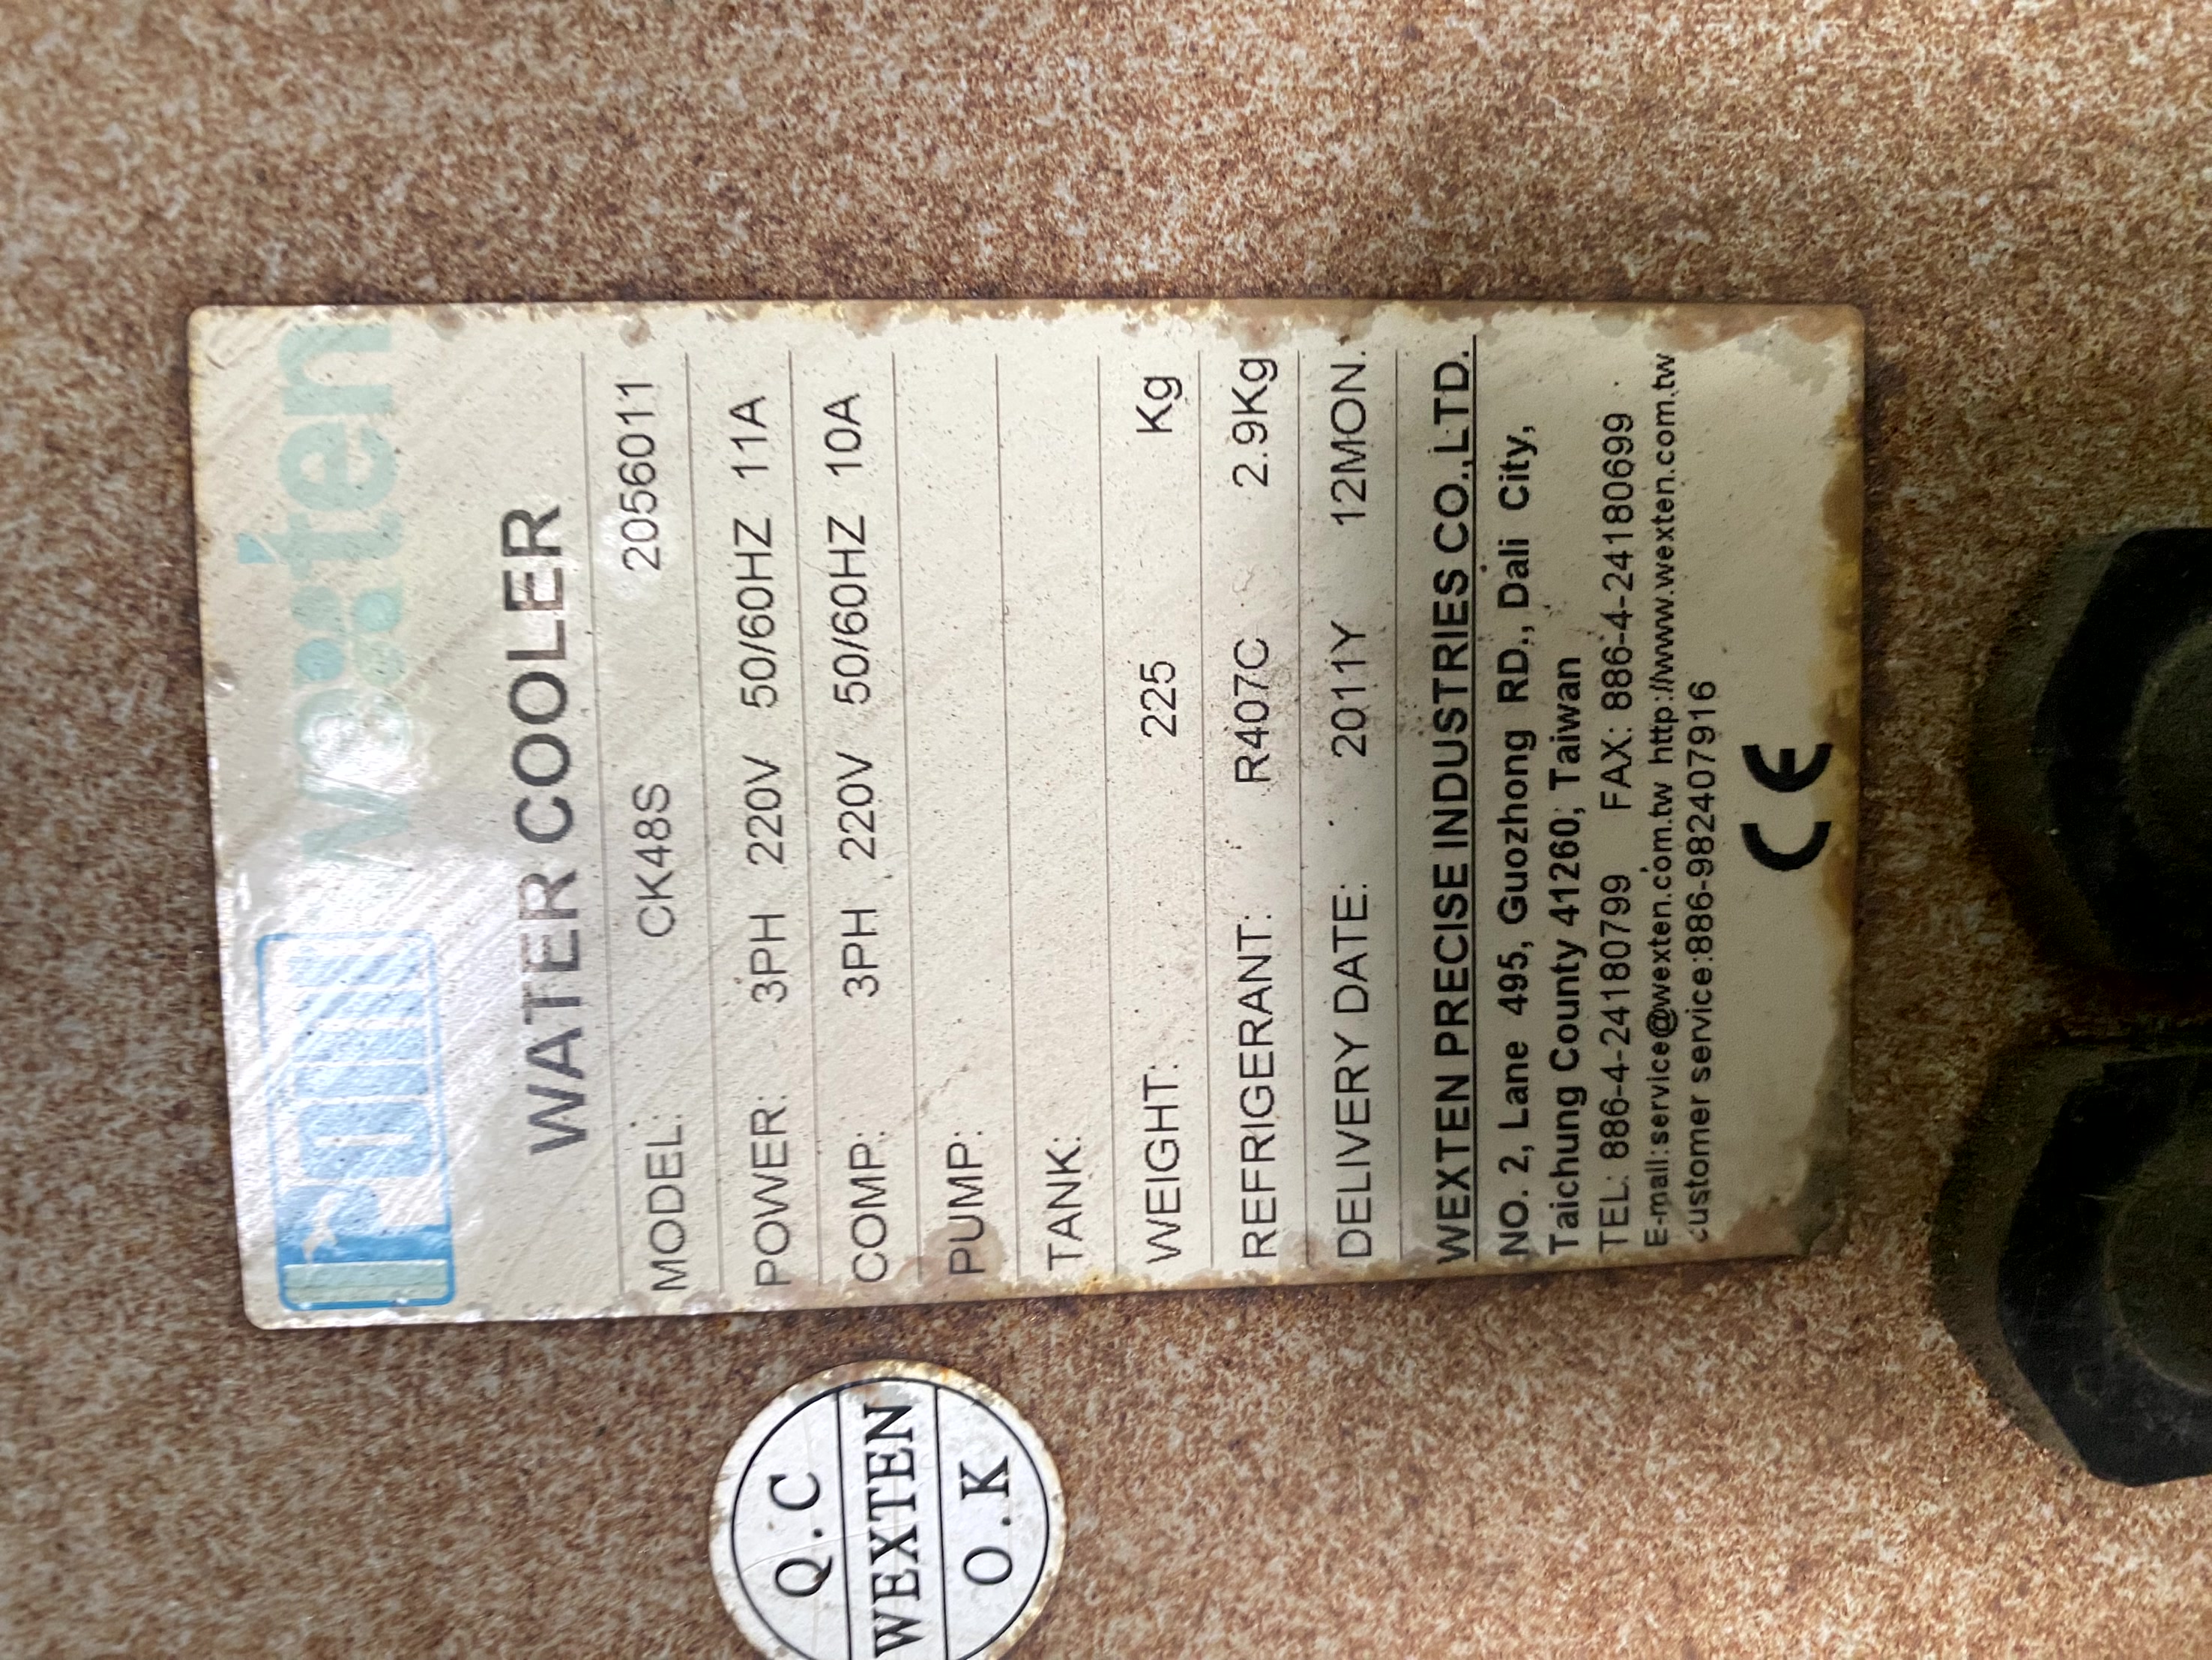 Point wexten
WATER COOLER
MODEL: CK48S 2056011
POWER: 3PH 220V 50/60HZ 11A
COMP: 3PH 220V 50/60HZ 10A
PUMP:
TANK:
WEIGHT: 225 Kg
REFRIGERANT: R407C 2.9Kg
DELIVERY DATE: 2011Y 12MON.
WEXTEN PRECISE INDUSTRIES CO.,LTD.
NO. 2, Lane 495, Guozhong RD., Dali City,
Taichung County 41260, Taiwan
TEL: 886-4-24180799 FAX: 886-4-24180699
E-mail:service@wexten.com.tw http://www.wexten.com.tw
customer service:886-982407916
CE
Q.C
WEXTEN
O.K